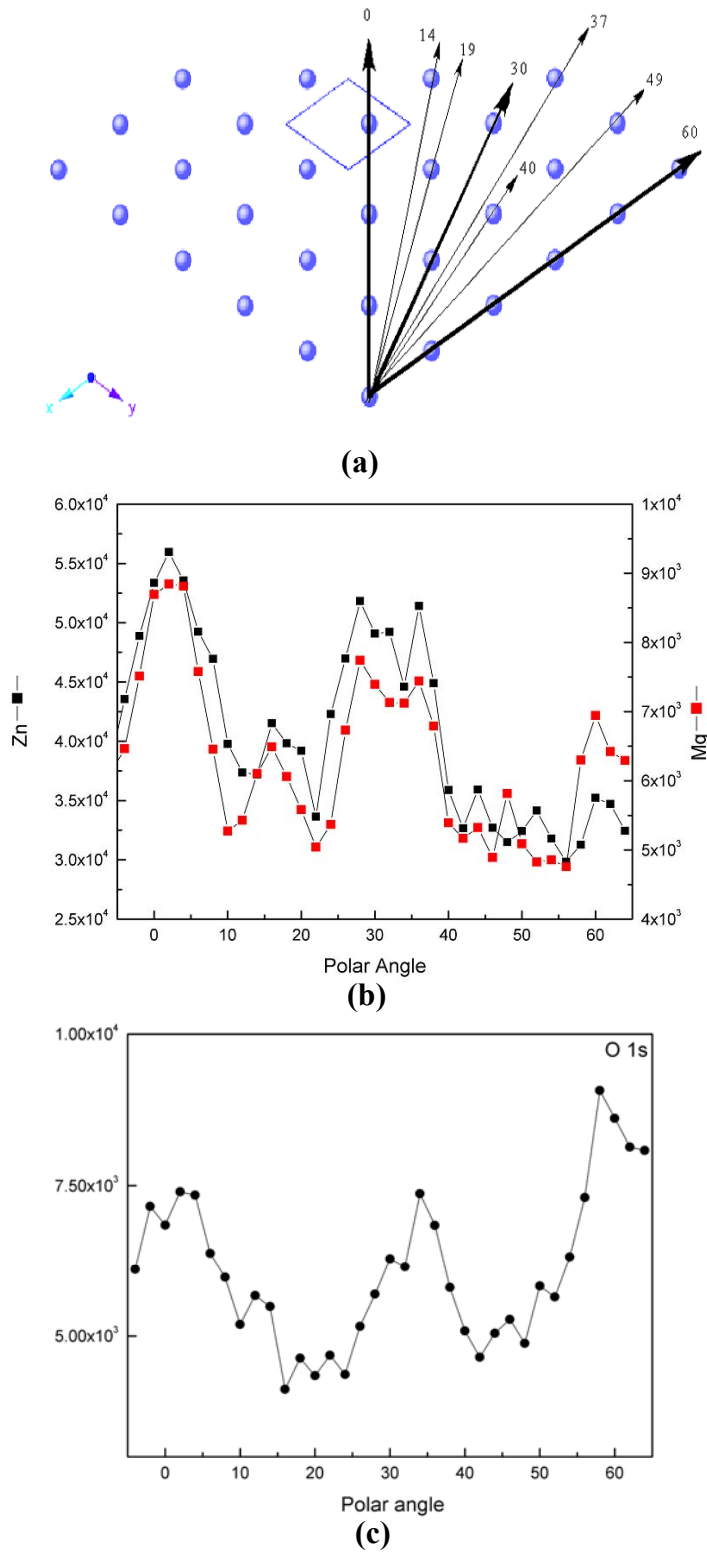 0
14
19
37
30
49
60
40
x
y
(a)
6.0x10⁴
5.5x10⁴
5.0x10⁴
4.5x10⁴
4.0x10⁴
3.5x10⁴
3.0x10⁴
2.5x10⁴
Zn
1x10⁴
9x10³
8x10³
7x10³
6x10³
5x10³
4x10³
Mg
0 10 20 30 40 50 60
Polar Angle
(b)
1.00x10⁴
7.50x10³
5.00x10³
O 1s
0 10 20 30 40 50 60
Polar angle
(c)